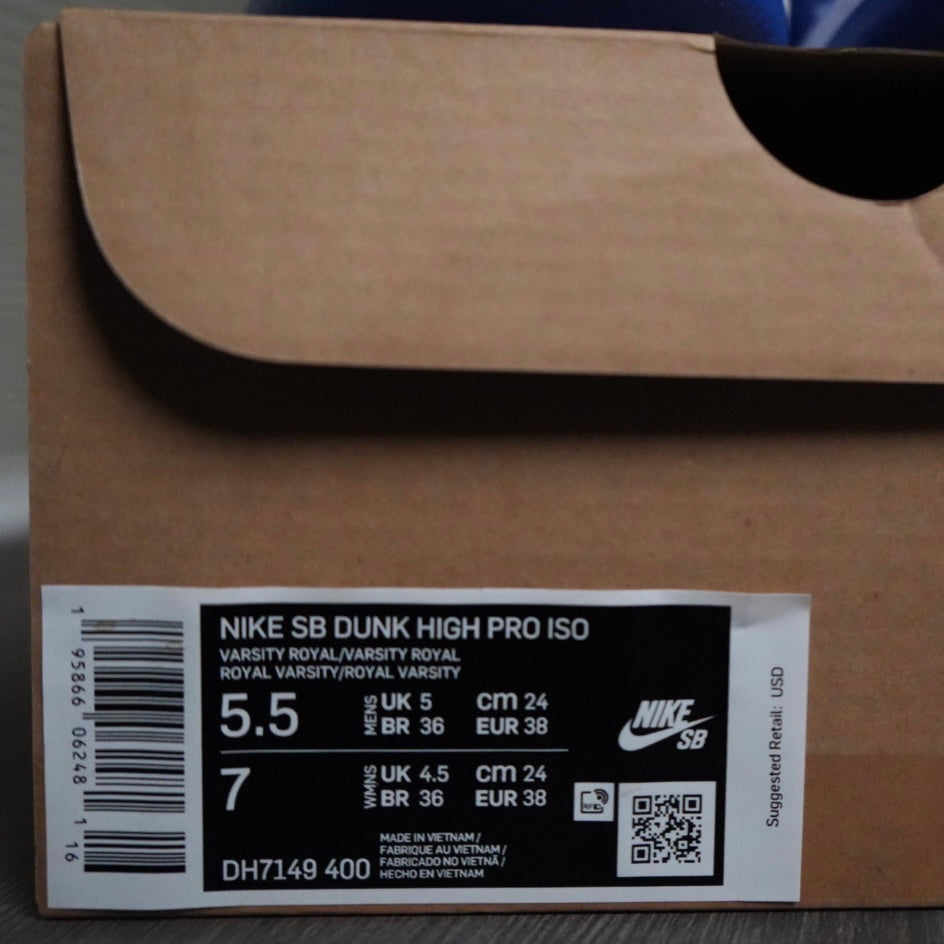 NIKE SB DUNK HIGH PRO ISO
VARSITY ROYAL/VARSITY ROYAL
ROYAL VARSITY/ROYAL VARSITY
5.5
MENS
UK 5 cm 24
BR 36 EUR 38
7
WMNS
UK 4.5 cm 24
BR 36 EUR 38
DH7149 400
MADE IN VIETNAM /
FABRIQUE AU VIETNAM /
FABRICADO NO VIETNÃ /
HECHO EN VIETNAM
NIKE
SB
RFID
Suggested Retail: USD
1 95866 06248 1 16